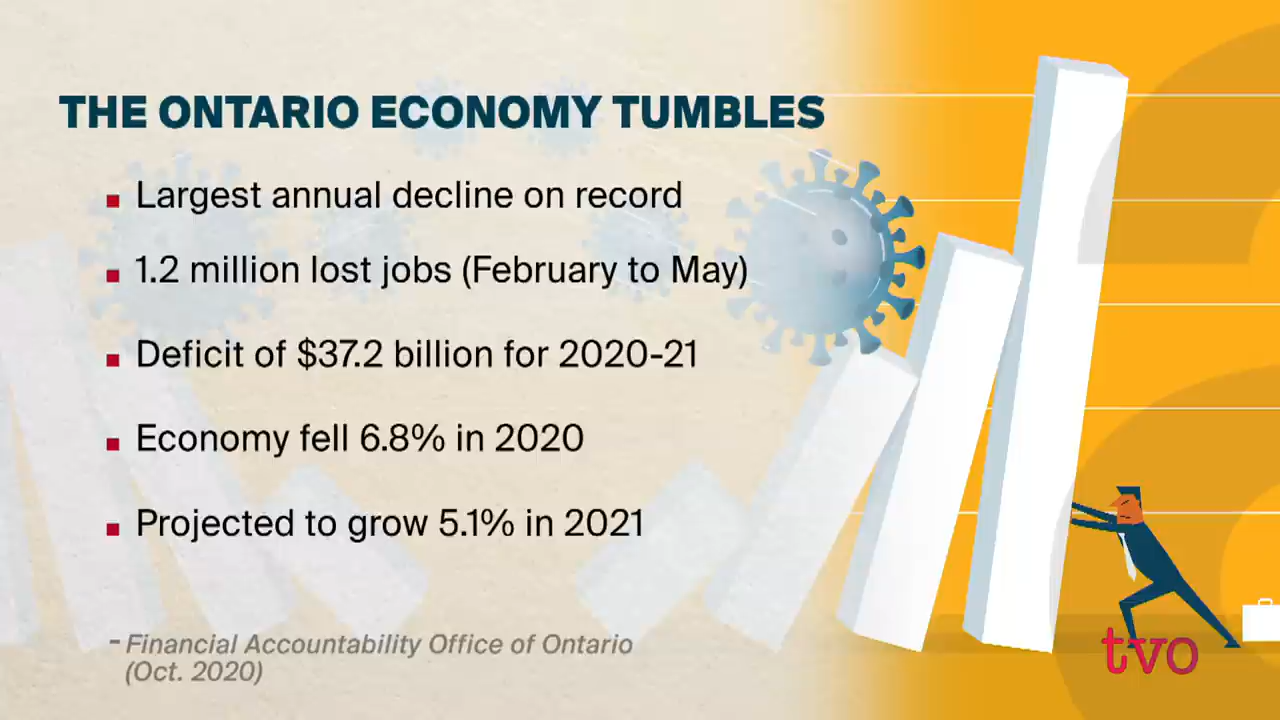 THE ONTARIO ECONOMY TUMBLES
Largest annual decline on record
1.2 million lost jobs (February to May)
Deficit of $37.2 billion for 2020-21
Economy fell 6.8% in 2020
Projected to grow 5.1% in 2021
- Financial Accountability Office of Ontario
(Oct. 2020)
tvo